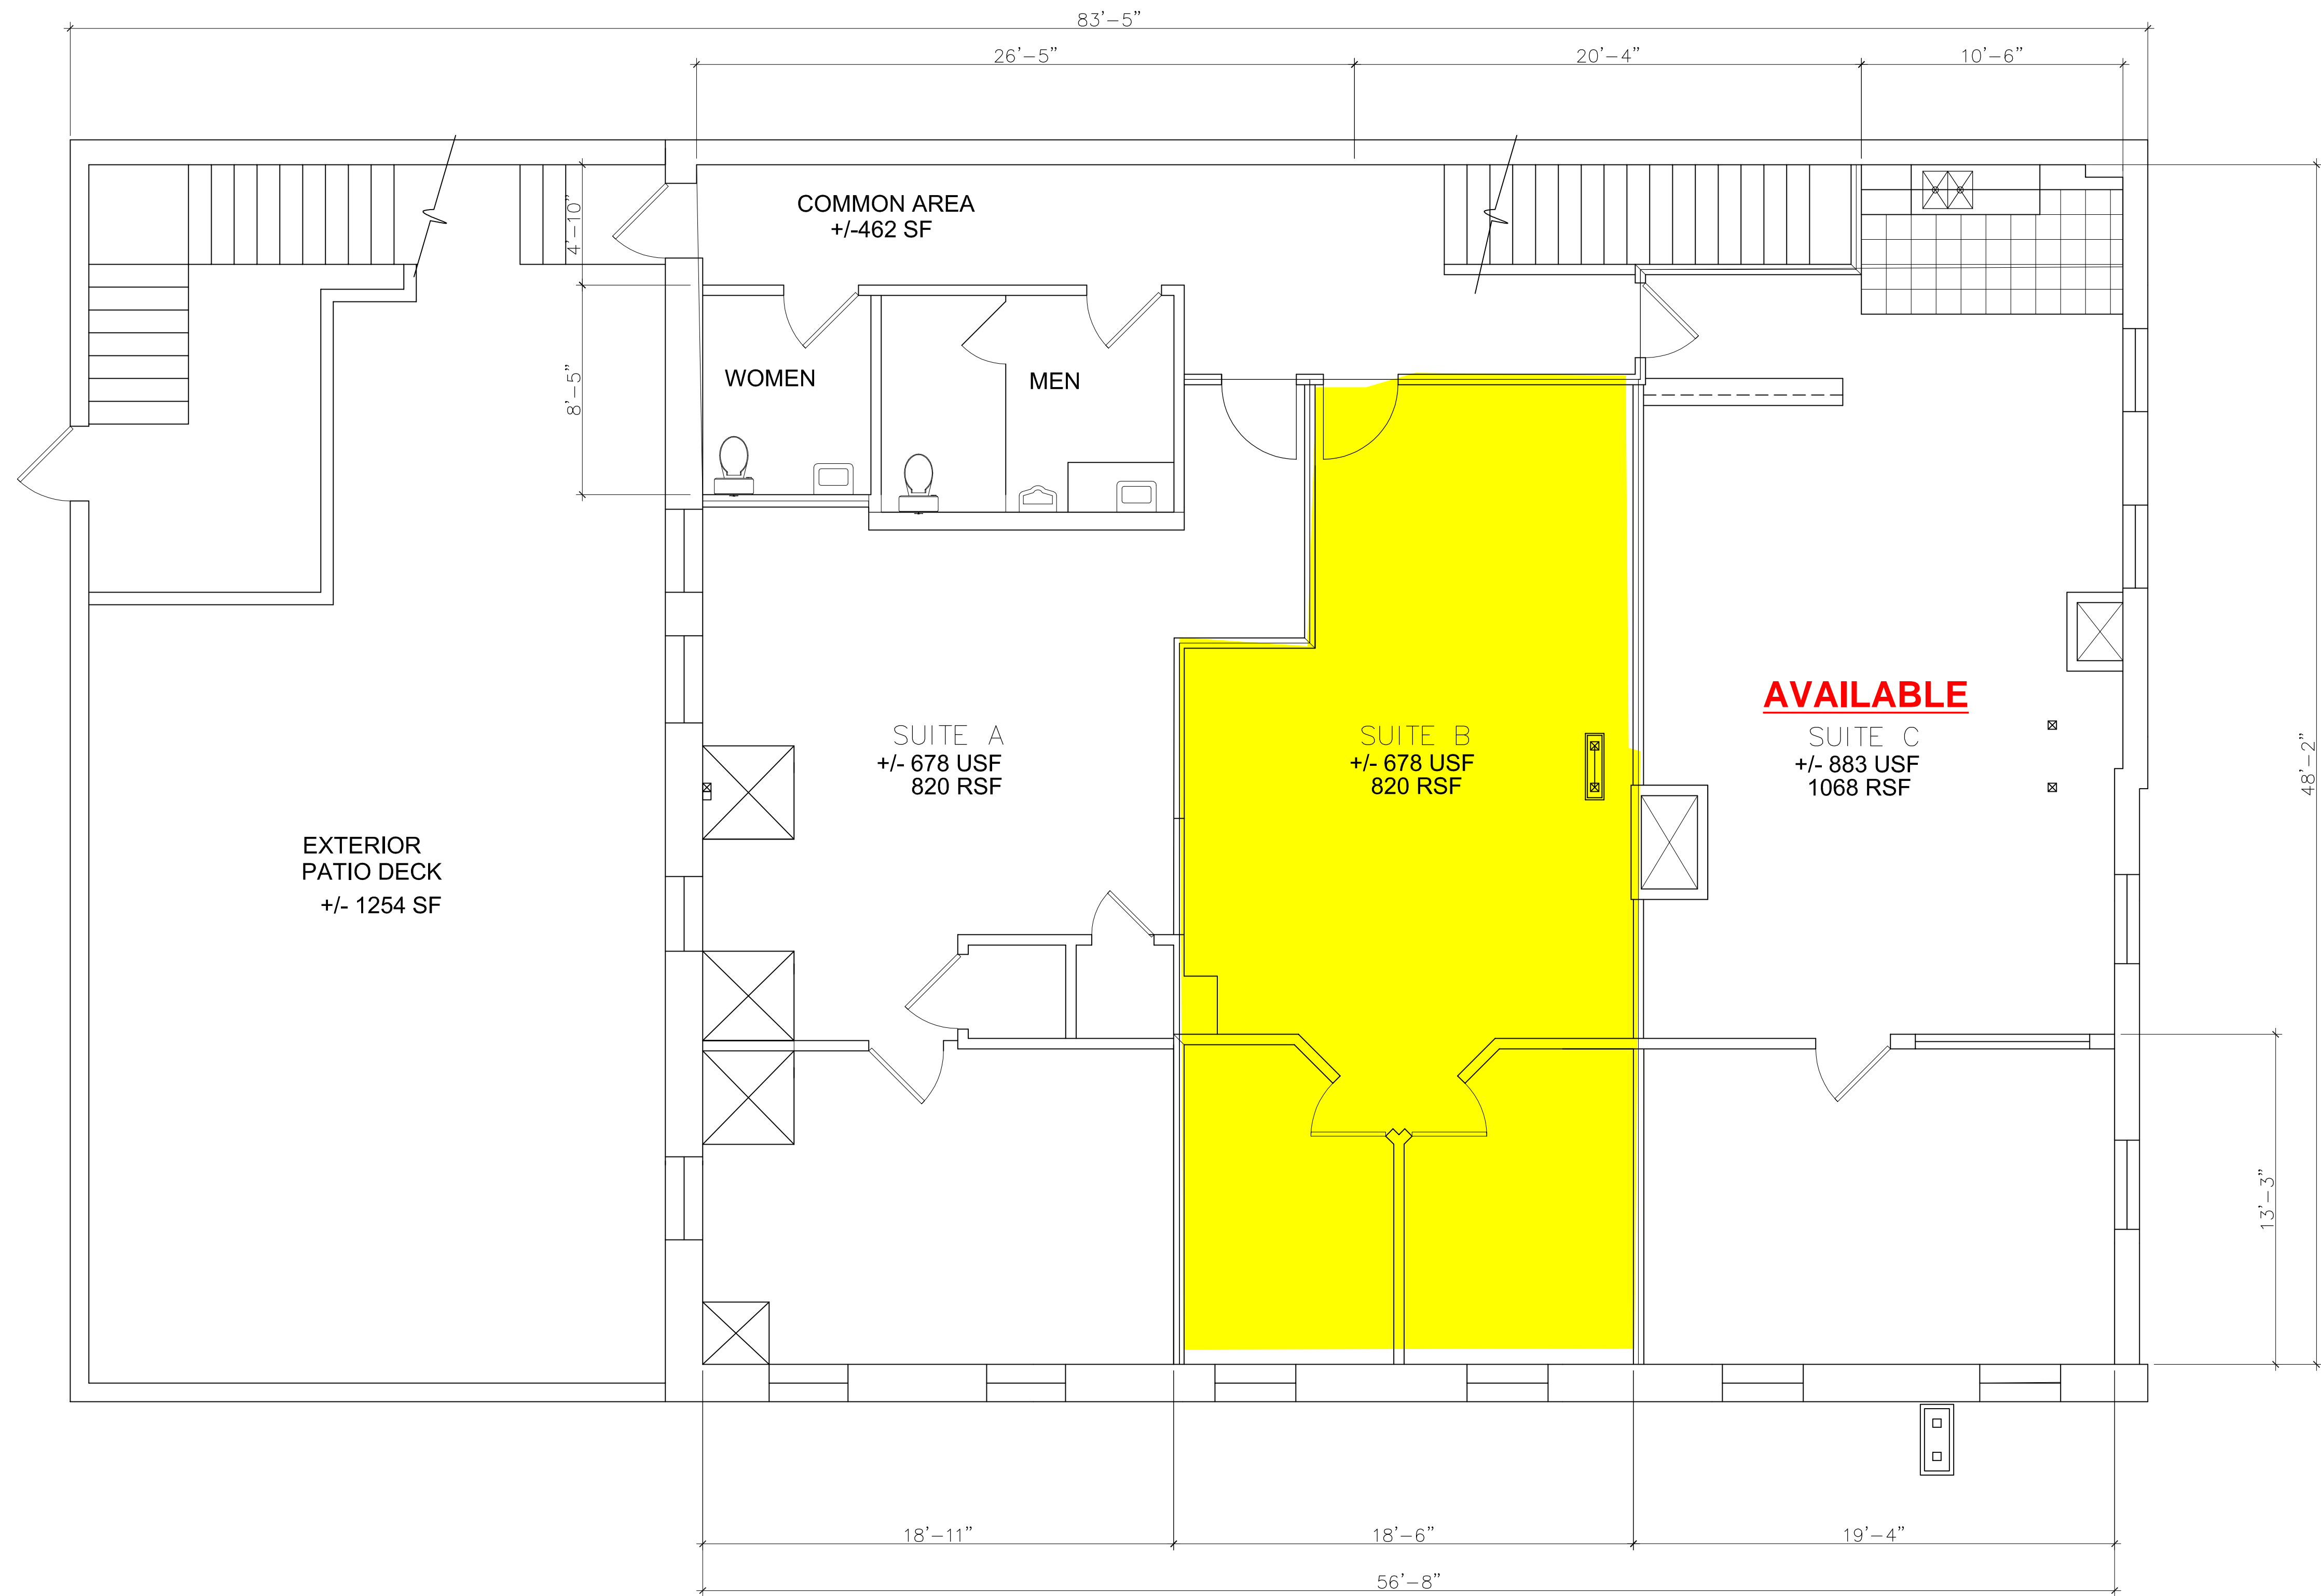 83'-5"
26'-5"
20'-4"
10'-6"
COMMON AREA
+/-462 SF
4'-10"
8'-5"
WOMEN
MEN
AVAILABLE
SUITE A
+/- 678 USF
820 RSF
SUITE B
+/- 678 USF
820 RSF
SUITE C
+/- 883 USF
1068 RSF
48'-2"
EXTERIOR
PATIO DECK
+/- 1254 SF
13'-3"
18'-11"
18'-6"
19'-4"
56'-8"